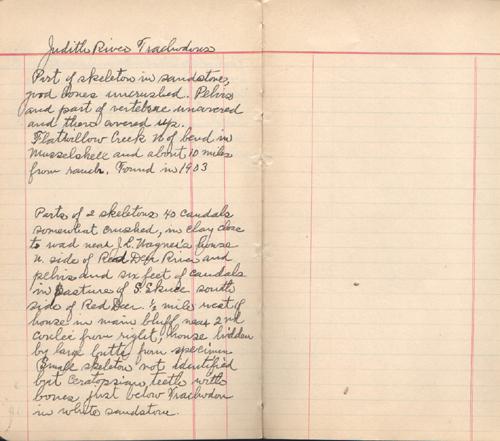 Judith River Trachodons
Part of skeleton in sandstone,
good bones uncrushed. Pelvis
and part of vertebrae uncovered
and then covered up.
Flatwillow Creek N of bend in
Musselshell and about 10 miles
from ranch. Found in 1903
Parts of 2 skeletons 40 caudals
somewhat crushed, in clay close
to road near J.L. Wagner's house
N. side of Red Deer River and
pelvis and six feet of caudals
in pasture of S. south
side of Red Deer 1/2 mile west of
house in main bluff near 2nd
coulee from right, house hidden
by large butte from specimen
Small skeleton not identified
but Ceratopsian teeth with
bones just below Trachodon
in white sandstone.